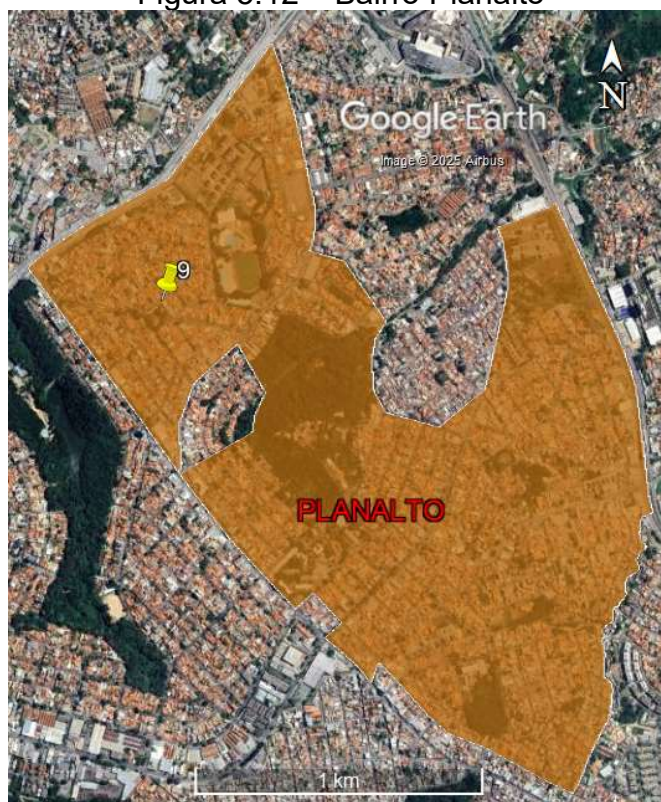 Figura 3.12 – Bairro Planalto
N
Google Earth
Image © 2025 Airbus
9
PLANALTO
1 km